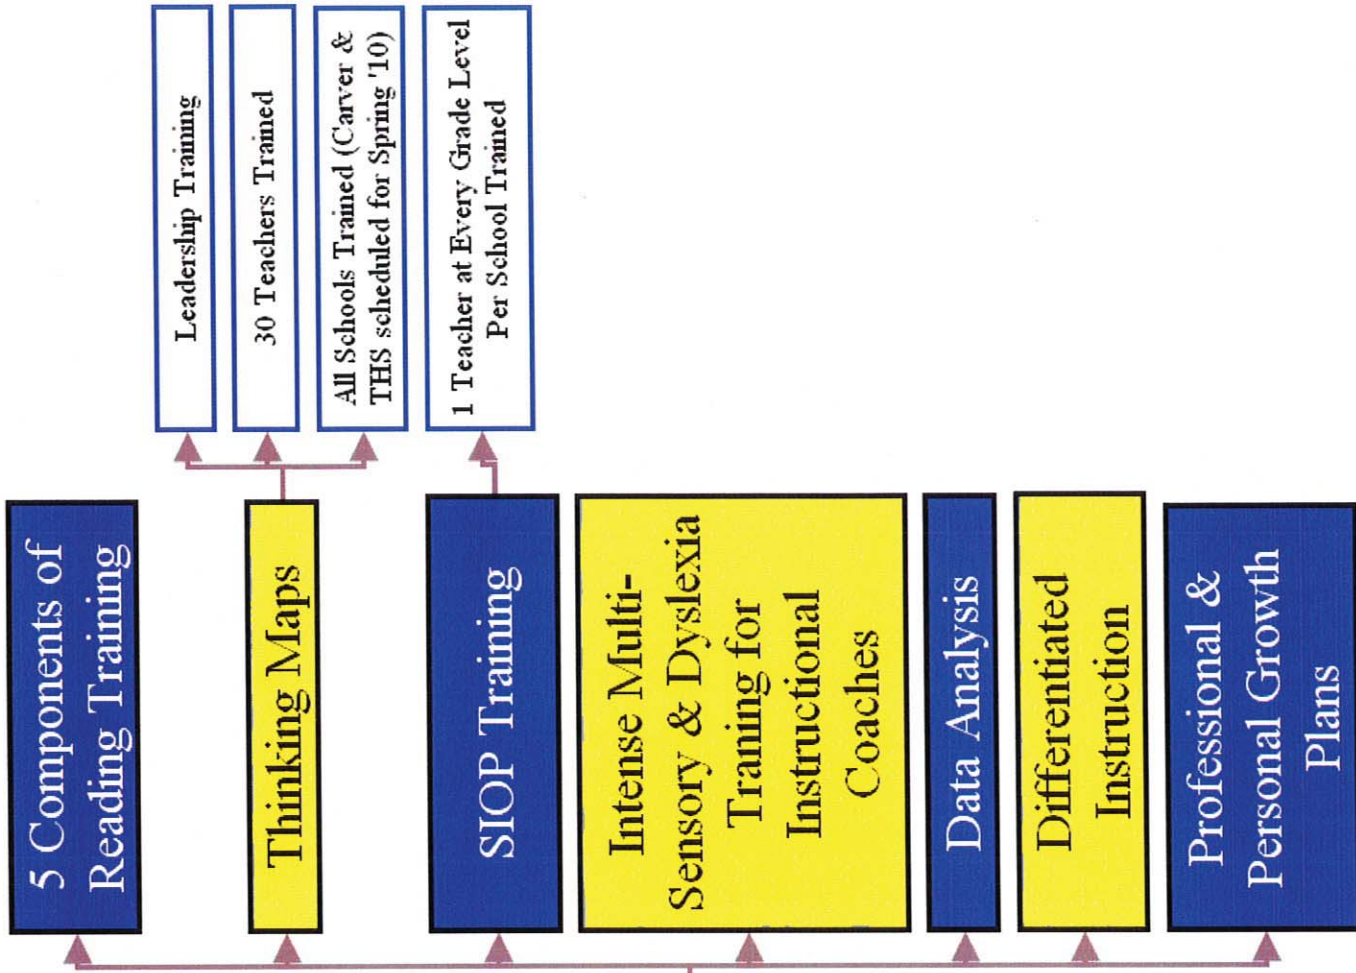 5 Components of
Reading Training
Thinking Maps
Leadership Training
30 Teachers Trained
All Schools Trained (Carver &
THS scheduled for Spring '10)
SIOP Training
1 Teacher at Every Grade Level
Per School Trained
Intense Multi-
Sensory & Dyslexia
Training for
Instructional
Coaches
Data Analysis
Differentiated
Instruction
Professional &
Personal Growth
Plans